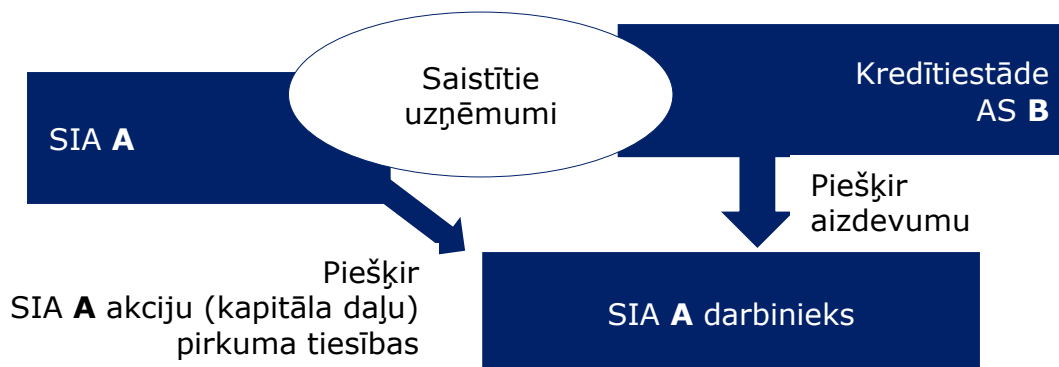 SIA A
Saistītie
uzņēmumi
Kredītiestāde
AS B
Piešķir
aizdevumu
Piešķir
SIA A akciju (kapitāla daļu)
pirkuma tiesības
SIA A darbinieks